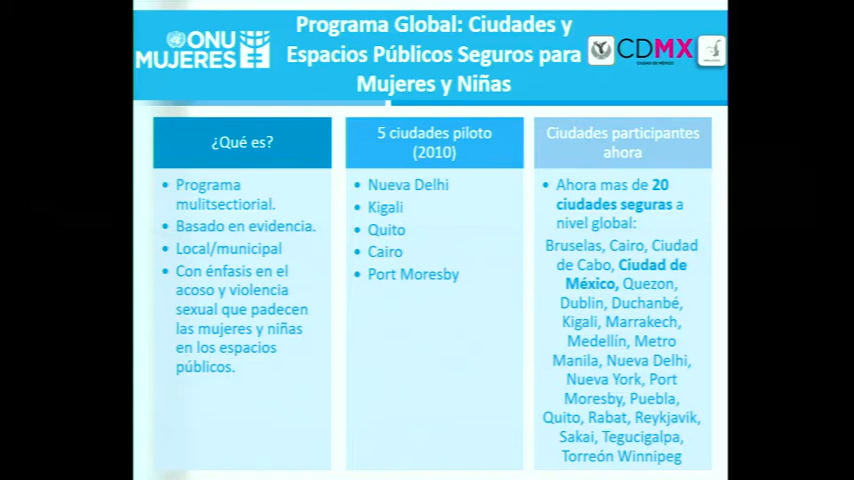 ONU
MUJERES
Programa Global: Ciudades y
Espacios Públicos Seguros para
Mujeres y Niñas
CDMX
CIUDAD DE MÉXICO
¿Qué es?
• Programa
mulitsectiorial.
• Basado en evidencia.
• Local/municipal
• Con énfasis en el
acoso y violencia
sexual que padecen
las mujeres y niñas
en los espacios
públicos.
5 ciudades piloto
(2010)
• Nueva Delhi
• Kigali
• Quito
• Cairo
• Port Moresby
Ciudades participantes
ahora
• Ahora mas de 20
ciudades seguras a
nivel global:
Bruselas, Cairo, Ciudad
de Cabo, Ciudad de
México, Quezon,
Dublin, Duchanbé,
Kigali, Marrakech,
Medellín, Metro
Manila, Nueva Delhi,
Nueva York, Port
Moresby, Puebla,
Quito, Rabat, Reykjavik,
Sakai, Tegucigalpa,
Torreón Winnipeg